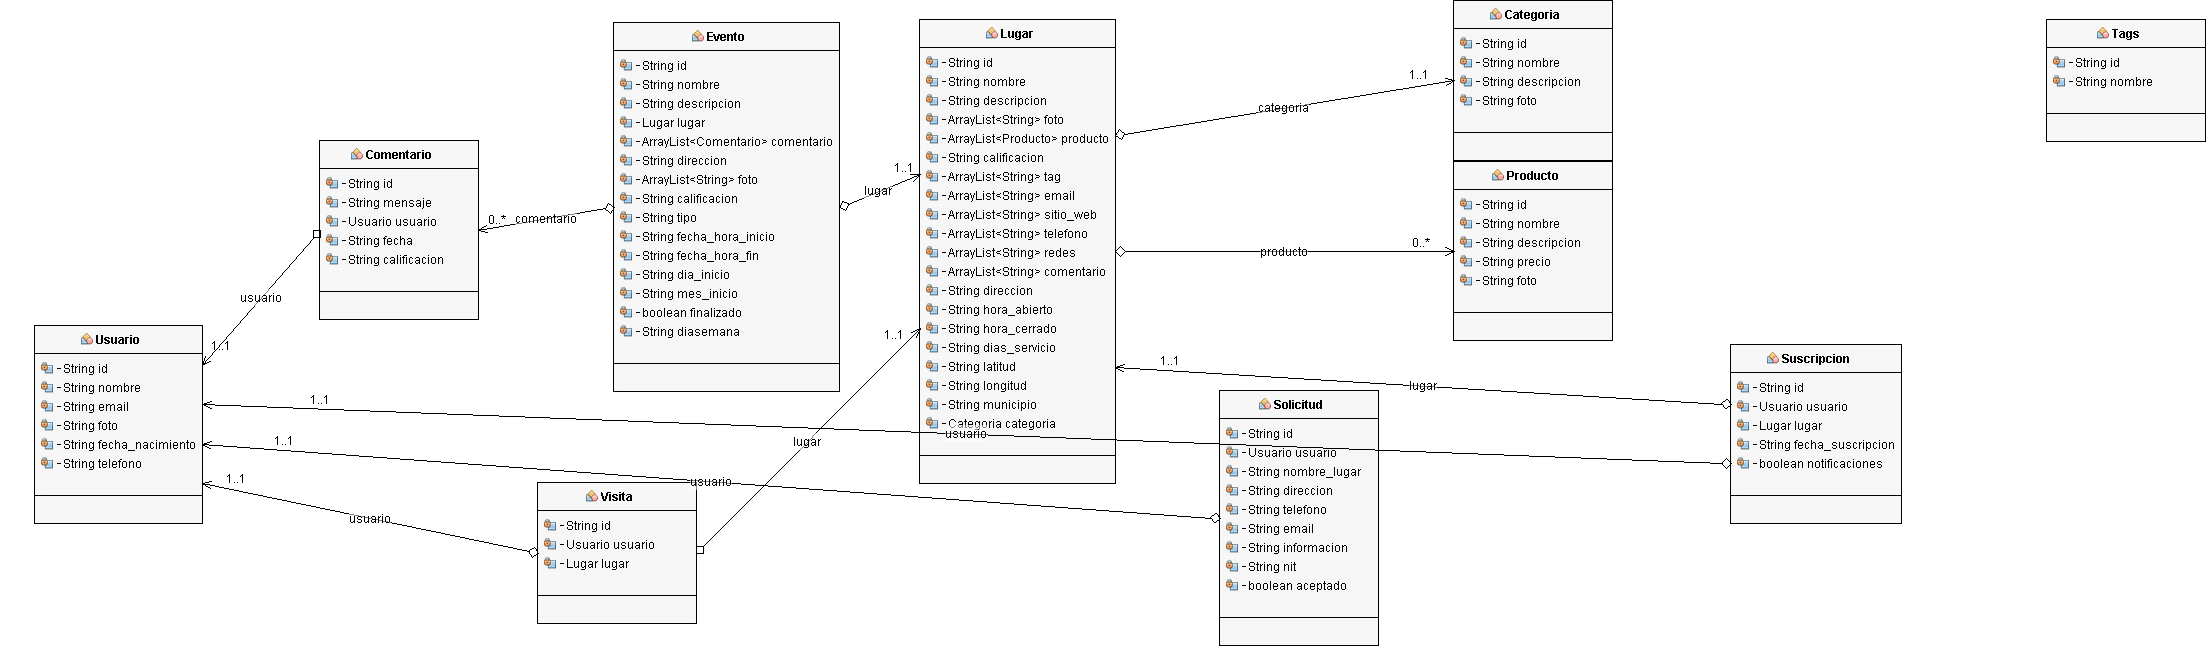 Evento
- String id
- String nombre
- String descripcion
- Lugar lugar
- ArrayList<Comentario> comentario
- String direccion
- ArrayList<String> foto
- String calificacion
- String tipo
- String fecha_hora_inicio
- String fecha_hora_fin
- String dia_inicio
- String mes_inicio
- boolean finalizado
- String diasemana
Lugar
- String id
- String nombre
- String descripcion
- ArrayList<String> foto
- ArrayList<Producto> producto
- String calificacion
- ArrayList<String> tag
- ArrayList<String> email
- ArrayList<String> sitio_web
- ArrayList<String> telefono
- ArrayList<String> redes
- ArrayList<String> comentario
- String direccion
- String hora_abierto
- String hora_cerrado
- String dias_servicio
- String latitud
- String longitud
- String municipio
- Categoria categoria
Categoria
- String id
- String nombre
- String descripcion
- String foto
Tags
- String id
- String nombre
Comentario
- String id
- String mensaje
- Usuario usuario
- String fecha
- String calificacion
Producto
- String id
- String nombre
- String descripcion
- String precio
- String foto
Usuario
- String id
- String nombre
- String email
- String foto
- String fecha_nacimiento
- String telefono
Visita
- String id
- Usuario usuario
- Lugar lugar
Solicitud
- String id
- Usuario usuario
- String nombre_lugar
- String direccion
- String telefono
- String email
- String informacion
- String nit
- boolean aceptado
Suscripcion
- String id
- Usuario usuario
- Lugar lugar
- String fecha_suscripcion
- boolean notificaciones
1..1
categoria
1..1
lugar
0..*
comentario
0..*
producto
usuario
1..1
1..1
lugar
1..1
lugar
1..1
usuario
1..1
usuario
1..1
usuario